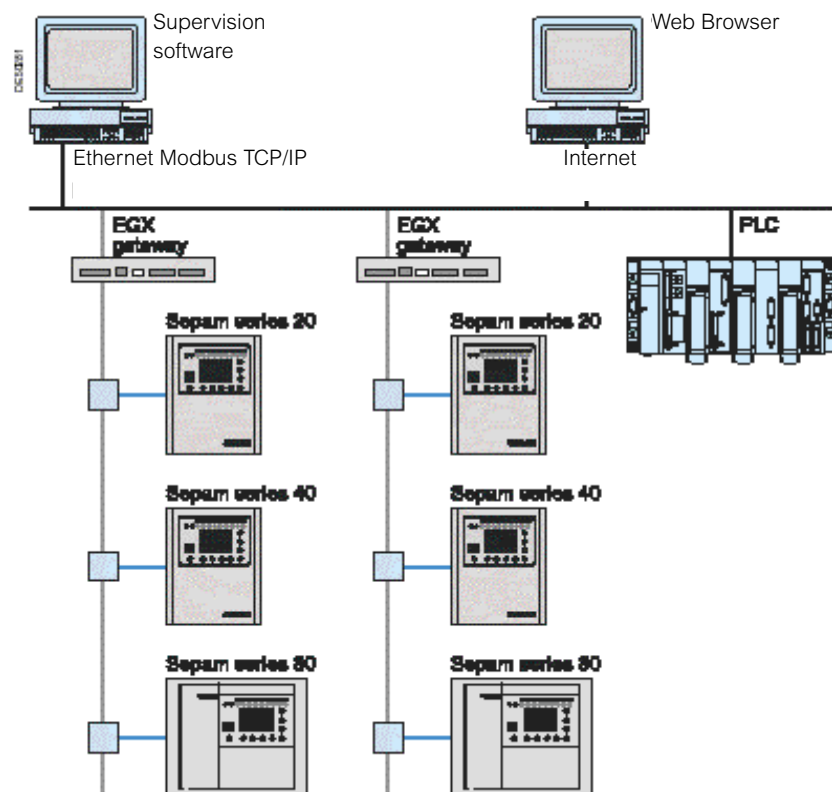 Supervision
software
Web Browser
Ethernet Modbus TCP/IP
Internet
EGX
gateway
EGX
gateway
PLC
Sepam series 20
Sepam series 20
Sepam series 40
Sepam series 40
Sepam series 80
Sepam series 80